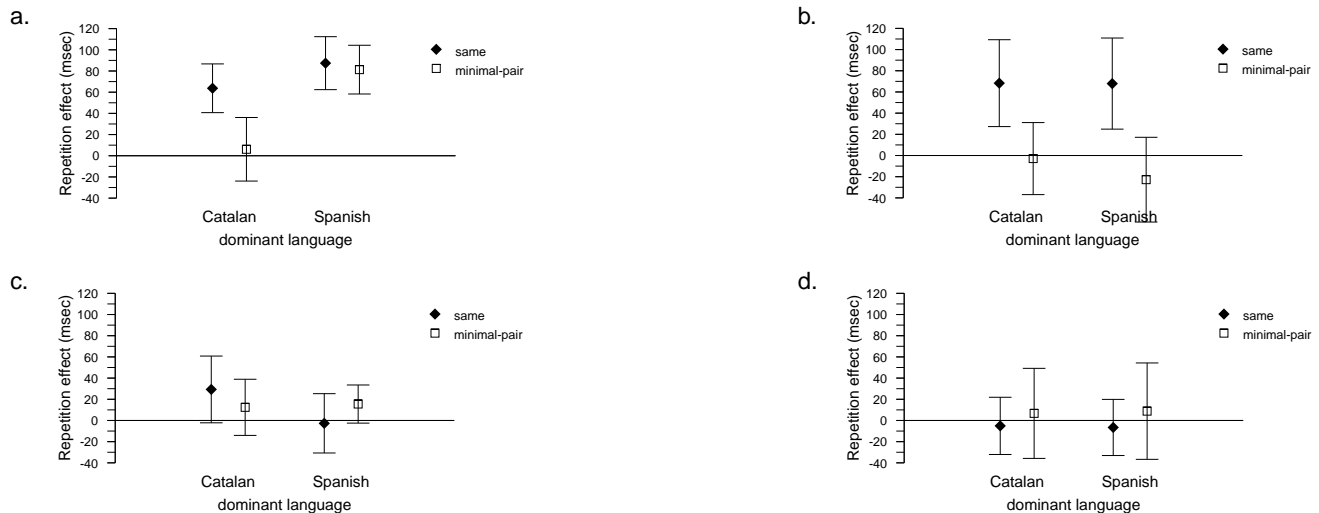 a.
Repetition effect (msec)
120
100
80
60
40
20
0
-20
-40
Catalan Spanish
dominant language
same
minimal-pair
b.
Repetition effect (msec)
120
100
80
60
40
20
0
-20
-40
Catalan Spanish
dominant language
same
minimal-pair
c.
Repetition effect (msec)
120
100
80
60
40
20
0
-20
-40
Catalan Spanish
dominant language
same
minimal-pair
d.
Repetition effect (msec)
120
100
80
60
40
20
0
-20
-40
Catalan Spanish
dominant language
same
minimal-pair